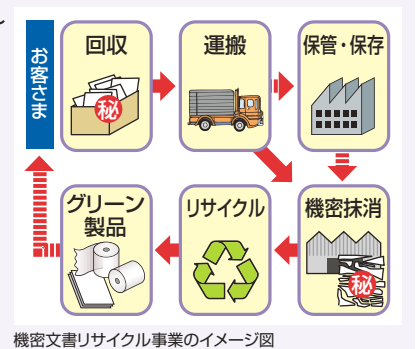 お客さま
回収
㊙
運搬
保管・保存
グリーン
製品
リサイクル
機密抹消
㊙
機密文書リサイクル事業のイメージ図